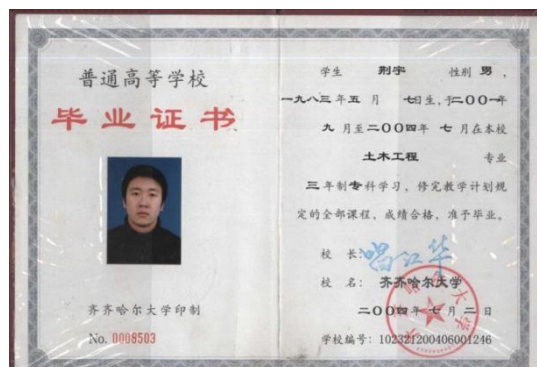 普通高等学校
毕业证书
齐齐哈尔大学印制
No. 0008503
学生 荆宇 性别 男，
一九八三年五 月 七日生，于二〇〇一年
九 月至二〇〇四年 七 月在本校
土木工程 专业
三 年制专科学习，修完教学计划规
定的全部课程，成绩合格，准予毕业。
校 长：
校 名： 齐齐哈尔大学
二〇〇四年 七 月 二 日
学校编号：102321200406001246